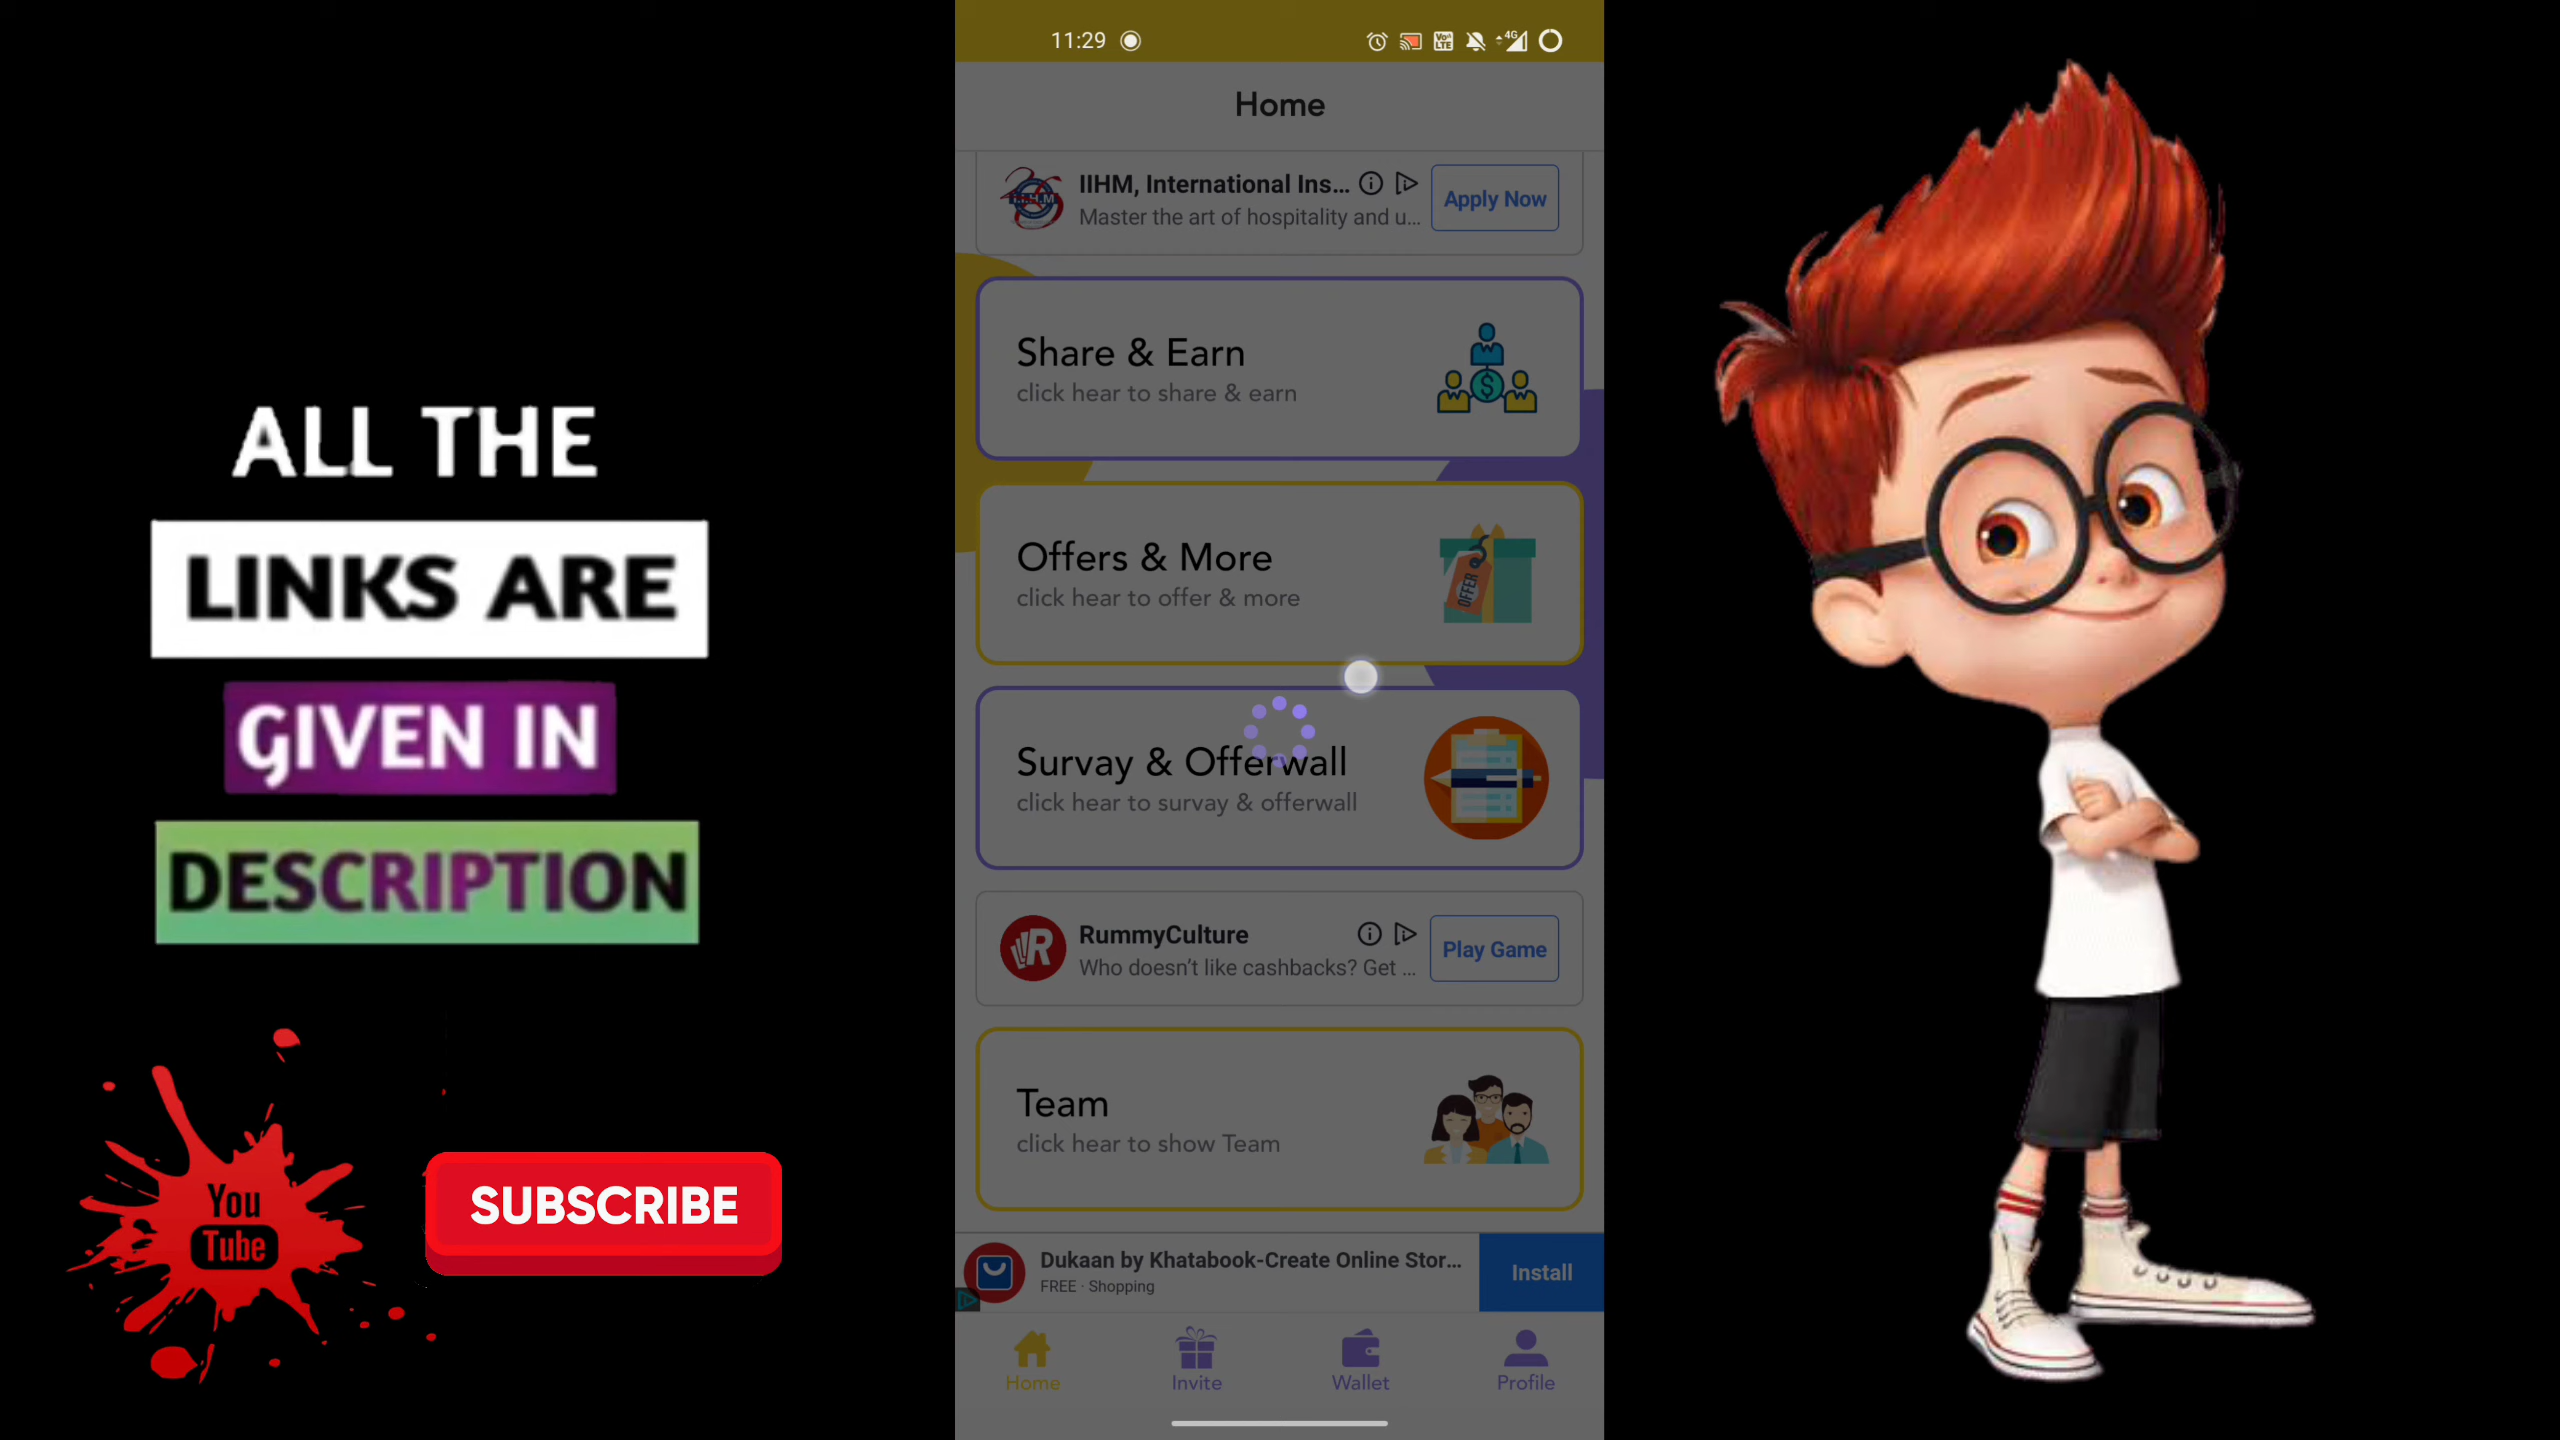 ALL THE
LINKS ARE
GIVEN IN
DESCRIPTION
You
Tube
SUBSCRIBE
11:29
4G
Home
IIHM, International Ins...
Master the art of hospitality and u...
Apply Now
Share & Earn
click hear to share & earn
Offers & More
click hear to offer & more
OFFER
Survay & Offerwall
click hear to survay & offerwall
RummyCulture
Who doesn't like cashbacks? Get ...
Play Game
Team
click hear to show Team
Dukaan by Khatabook-Create Online Stor...
FREE · Shopping
Install
Home
Invite
Wallet
Profile